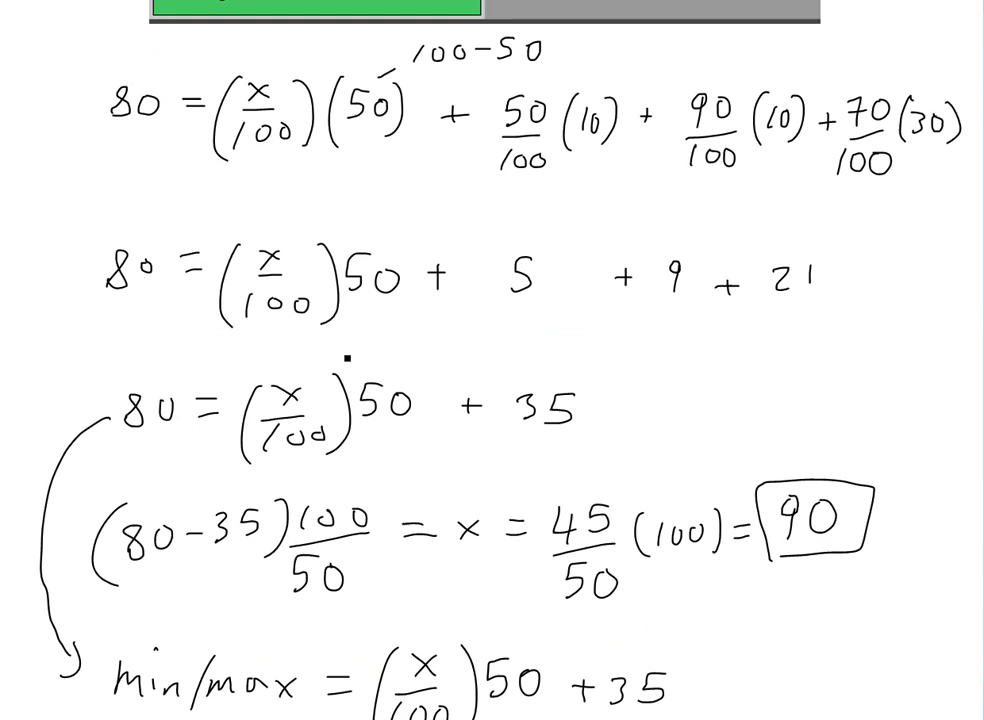 100-50
80 = (x/100)(50) + 50/100 (10) + 90/100 (10) + 70/100 (30)
80 = (x/100)50 + 5 + 9 + 21
80 = (x/100)50 + 35
(80-35)100/50 = x = 45/50 (100) = 90
min/max = (x/100)50 + 35